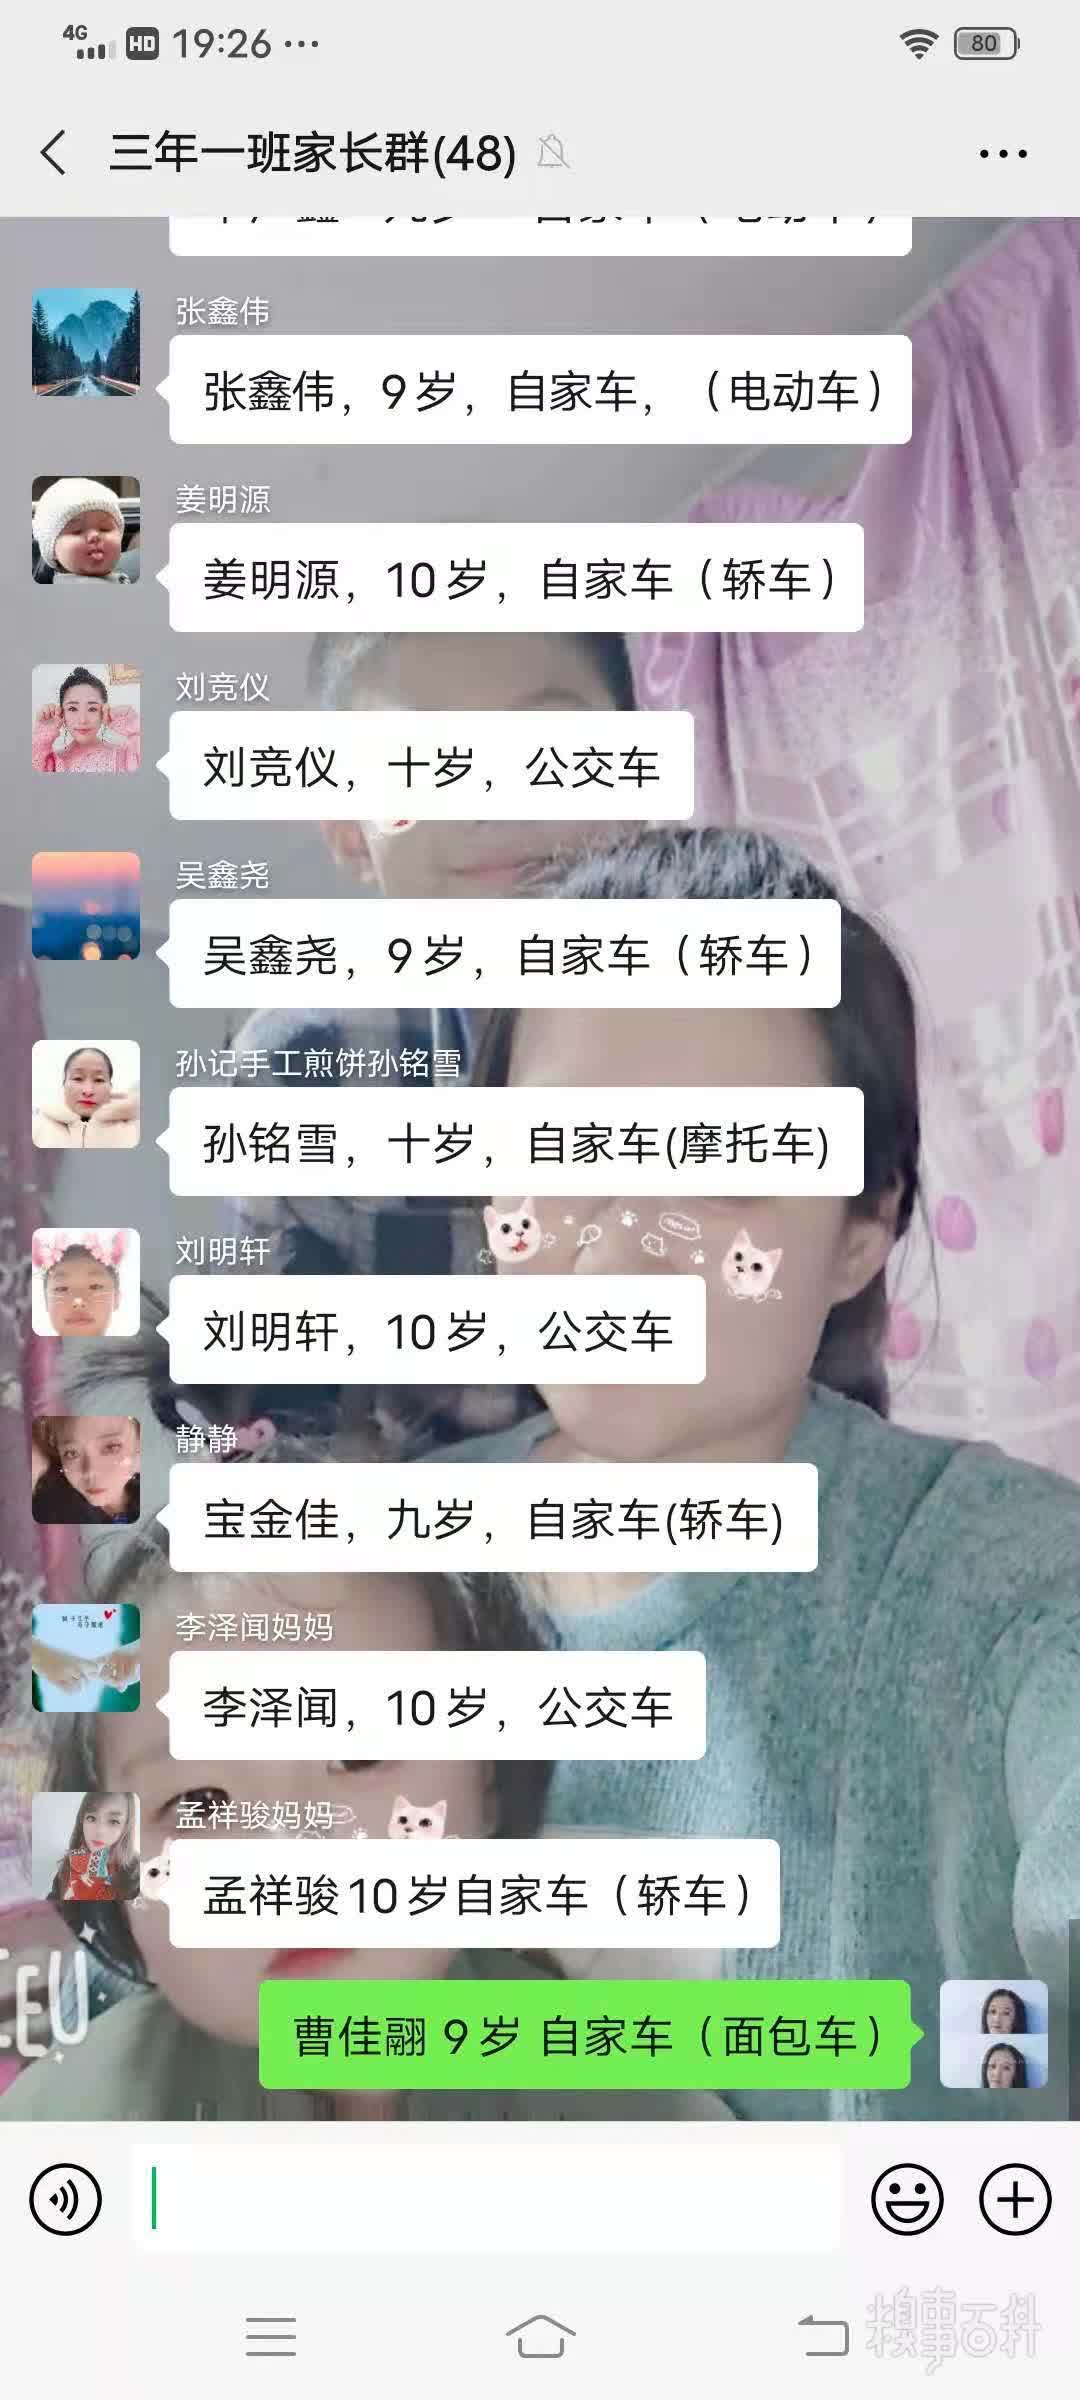 4G HD 19:26 ··· 80
三年一班家长群(48)
张鑫伟
张鑫伟，9岁，自家车，（电动车）
姜明源
姜明源，10岁，自家车（轿车）
刘竞仪
刘竞仪，十岁，公交车
吴鑫尧
吴鑫尧，9岁，自家车（轿车）
孙记手工煎饼孙铭雪
孙铭雪，十岁，自家车(摩托车)
刘明轩
刘明轩，10岁，公交车
静静
宝金佳，九岁，自家车(轿车)
李泽闻妈妈
李泽闻，10岁，公交车
孟祥骏妈妈
孟祥骏10岁自家车（轿车）
曹佳翮 9岁 自家车（面包车）
糗事百科